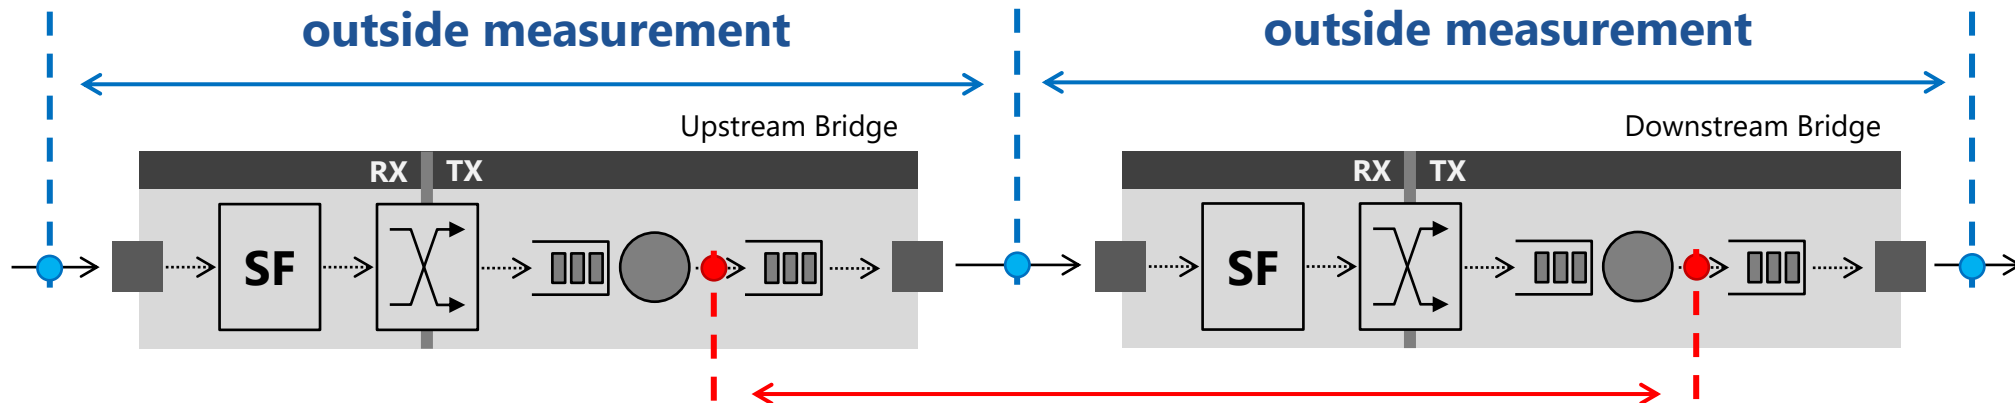 outside measurement
outside measurement
Upstream Bridge
Downstream Bridge
RX TX
RX TX
SF
SF